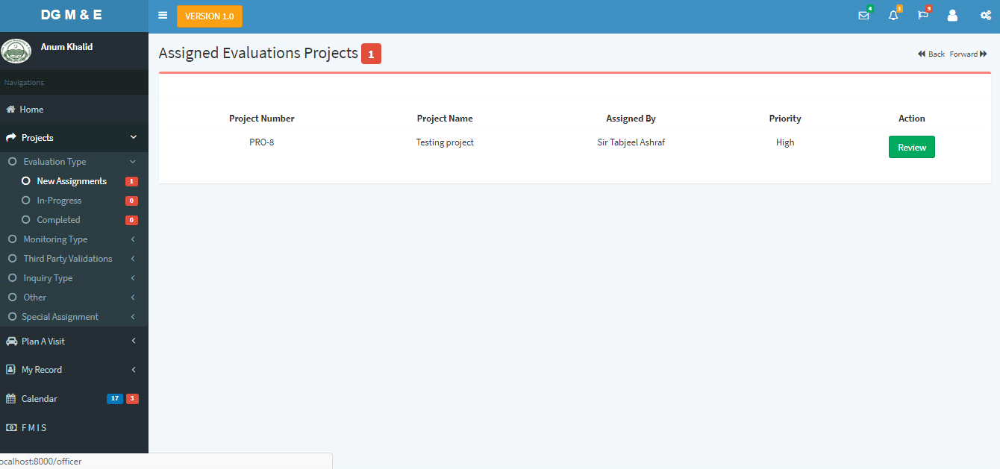 DG M & E
VERSION 1.0
4
1
9
Anum Khalid
Navigations
Home
Projects
Evaluation Type
New Assignments 1
In-Progress 0
Completed 0
Monitoring Type
Third Party Validations
Inquiry Type
Other
Special Assignment
Plan A Visit
My Record
Calendar 17 3
F M I S
Assigned Evaluations Projects 1
Back Forward
Project Number Project Name Assigned By Priority Action
PRO-8 Testing project Sir Tabjeel Ashraf High Review
ocalhost:8000/officer